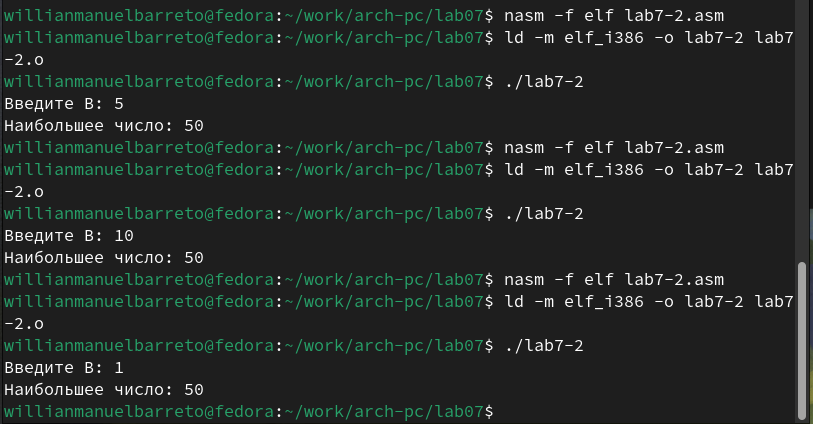 willianmanuelbarreto@fedora:~/work/arch-pc/lab07$ nasm -f elf lab7-2.asm
willianmanuelbarreto@fedora:~/work/arch-pc/lab07$ ld -m elf_i386 -o lab7-2 lab7
-2.o
willianmanuelbarreto@fedora:~/work/arch-pc/lab07$ ./lab7-2
Введите В: 5
Наибольшее число: 50
willianmanuelbarreto@fedora:~/work/arch-pc/lab07$ nasm -f elf lab7-2.asm
willianmanuelbarreto@fedora:~/work/arch-pc/lab07$ ld -m elf_i386 -o lab7-2 lab7
-2.o
willianmanuelbarreto@fedora:~/work/arch-pc/lab07$ ./lab7-2
Введите В: 10
Наибольшее число: 50
willianmanuelbarreto@fedora:~/work/arch-pc/lab07$ nasm -f elf lab7-2.asm
willianmanuelbarreto@fedora:~/work/arch-pc/lab07$ ld -m elf_i386 -o lab7-2 lab7
-2.o
willianmanuelbarreto@fedora:~/work/arch-pc/lab07$ ./lab7-2
Введите В: 1
Наибольшее число: 50
willianmanuelbarreto@fedora:~/work/arch-pc/lab07$